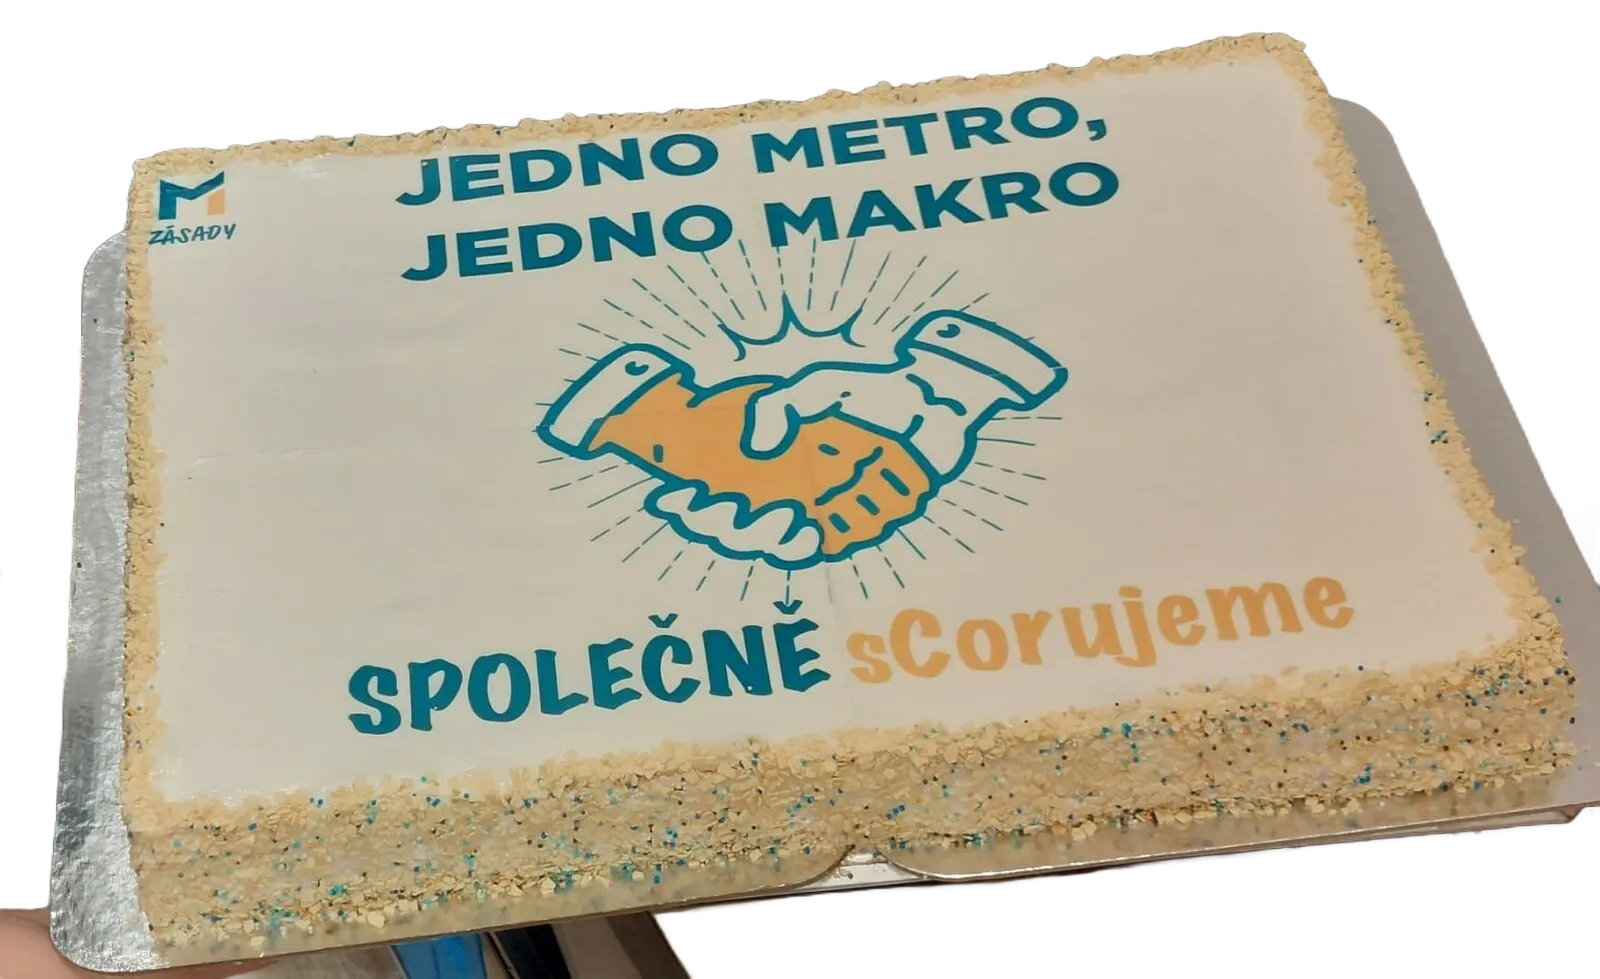 JEDNO METRO,
JEDNO MAKRO
M
ZÁSADY
SPOLEČNĚ sCorujeme